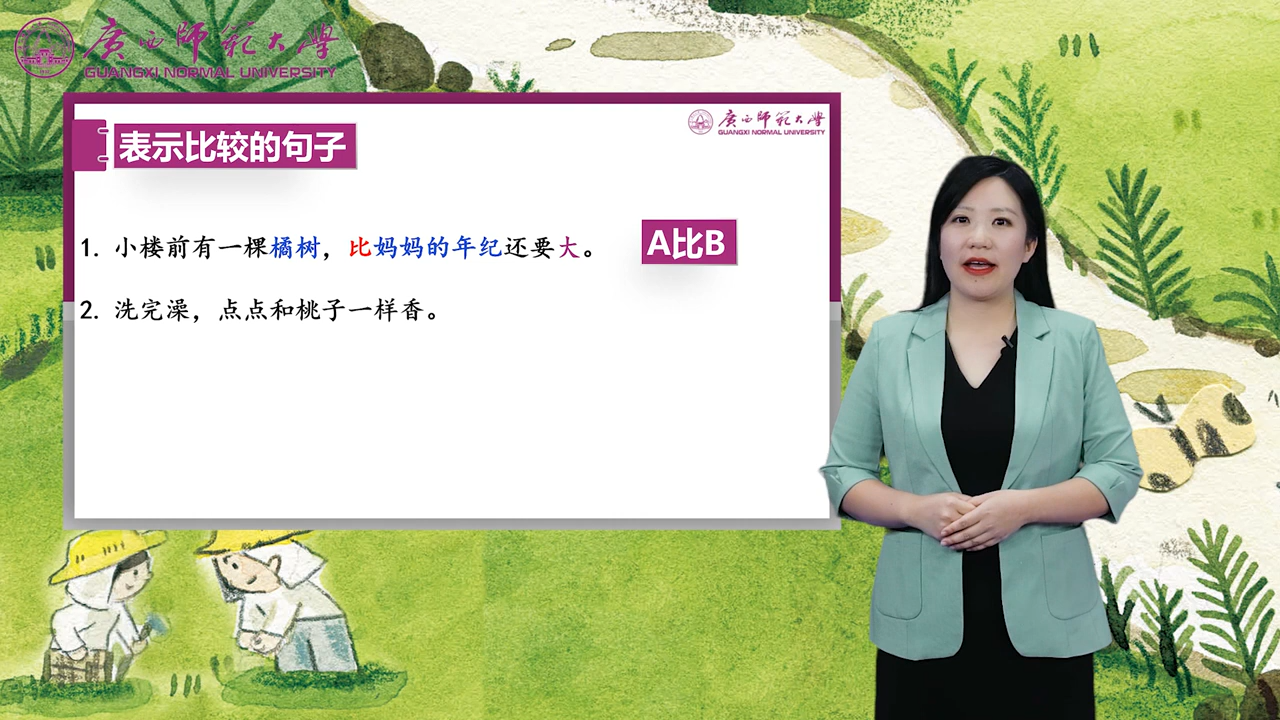 广西师范大学
GUANGXI NORMAL UNIVERSITY
广西师范大学
GUANGXI NORMAL UNIVERSITY
表示比较的句子
1. 小楼前有一棵橘树，比妈妈的年纪还要大。
A比B
2. 洗完澡，点点和桃子一样香。